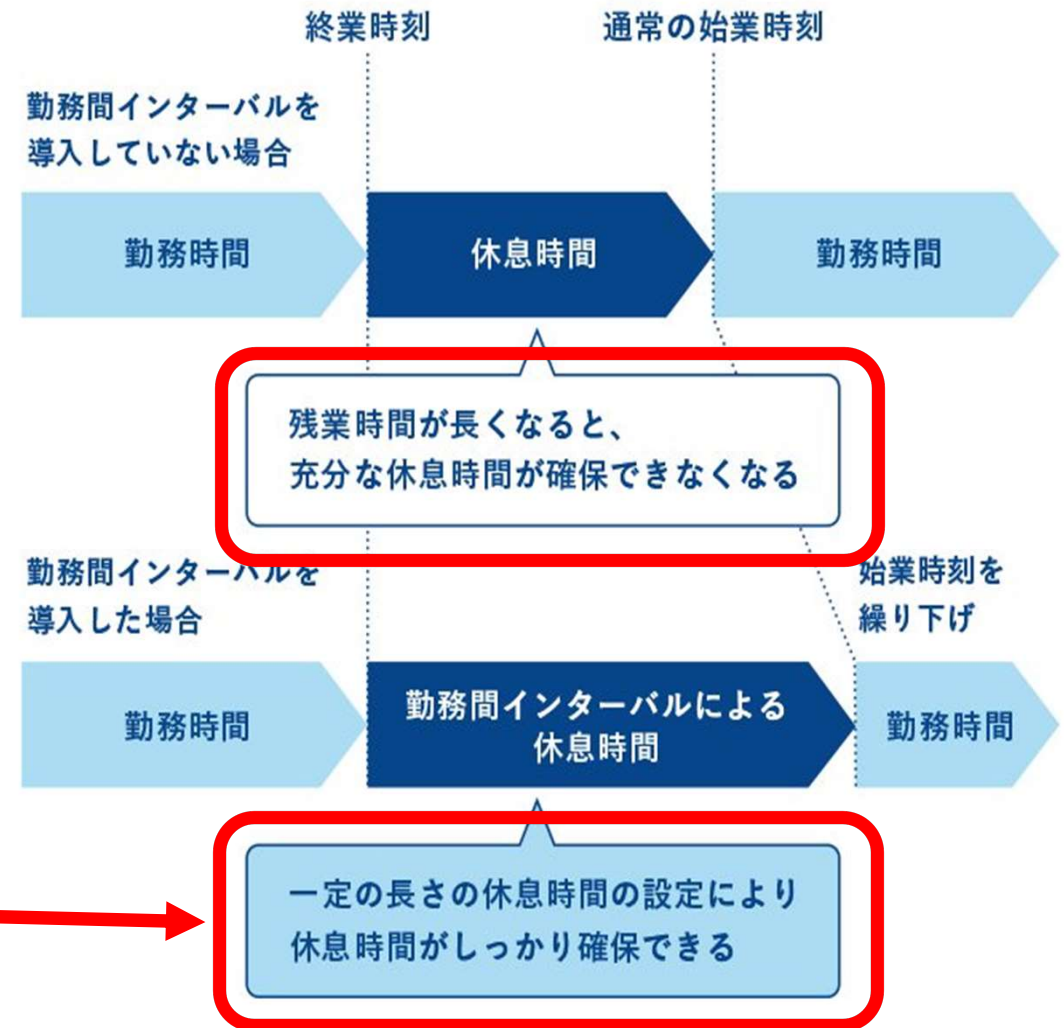 終業時刻
通常の始業時刻
勤務間インターバルを
導入していない場合
勤務時間
休息時間
勤務時間
残業時間が長くなると、
充分な休息時間が確保できなくなる
勤務間インターバルを
導入した場合
始業時刻を
繰り下げ
勤務時間
勤務間インターバルによる
休息時間
勤務時間
一定の長さの休息時間の設定により
休息時間がしっかり確保できる